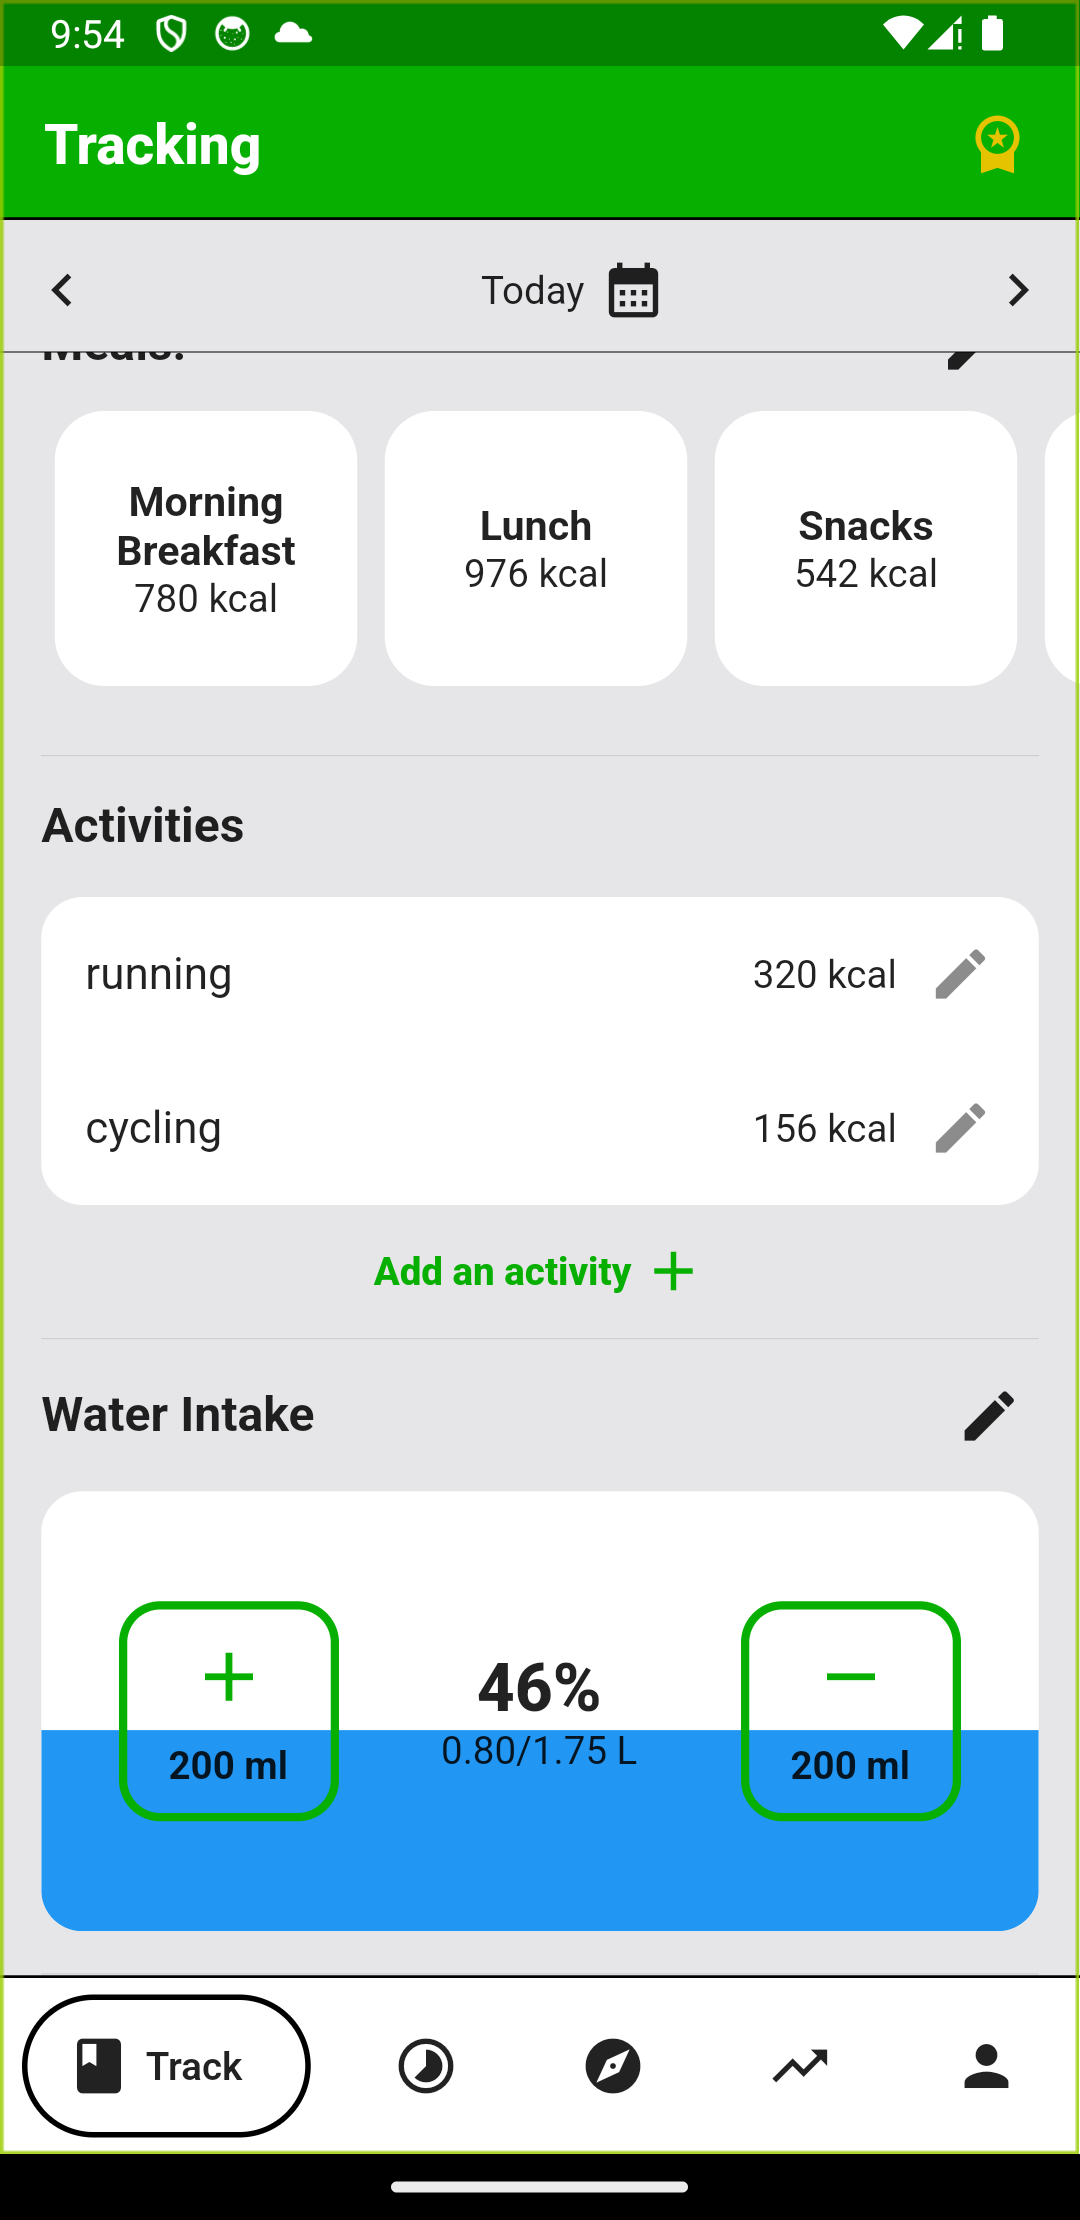 9:54
Tracking
Today
Meals:
Morning
Breakfast
780 kcal
Lunch
976 kcal
Snacks
542 kcal
Activities
running
320 kcal
cycling
156 kcal
Add an activity
Water Intake
200 ml
46%
0.80/1.75 L
200 ml
Track